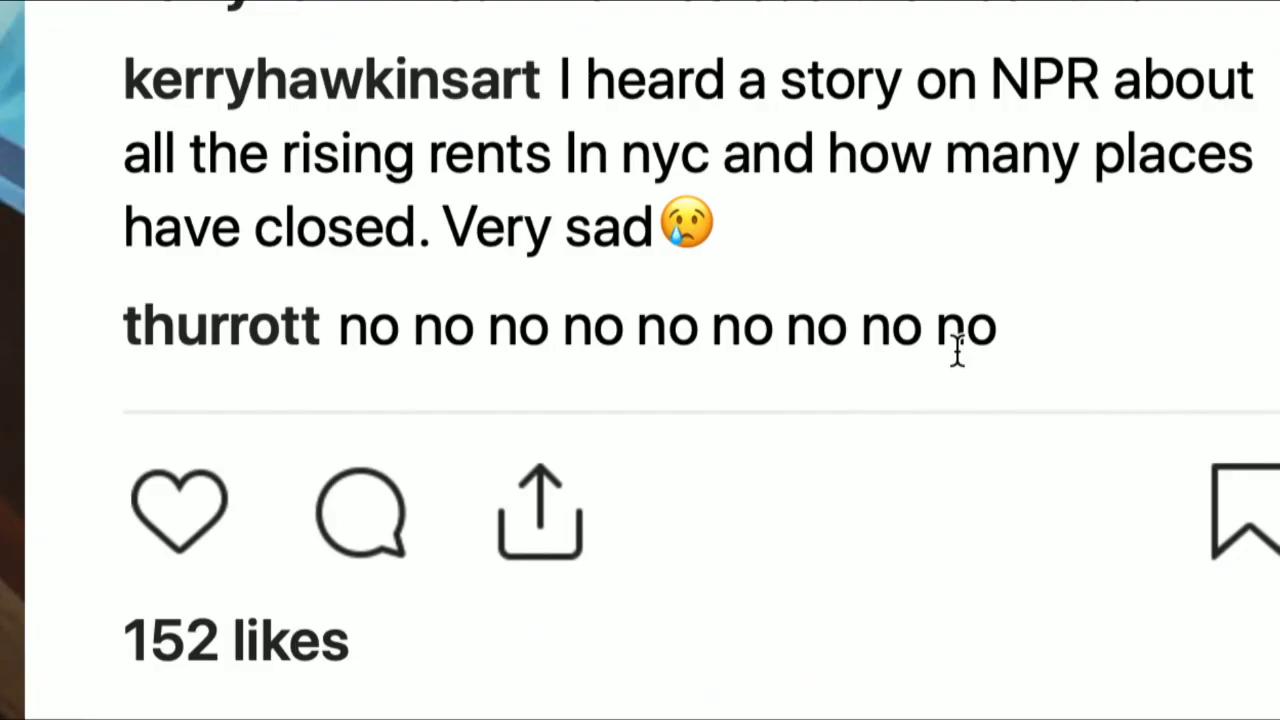 kerryhawkinsart I heard a story on NPR about
all the rising rents In nyc and how many places
have closed. Very sad😢
thurrott no no no no no no no no no
152 likes